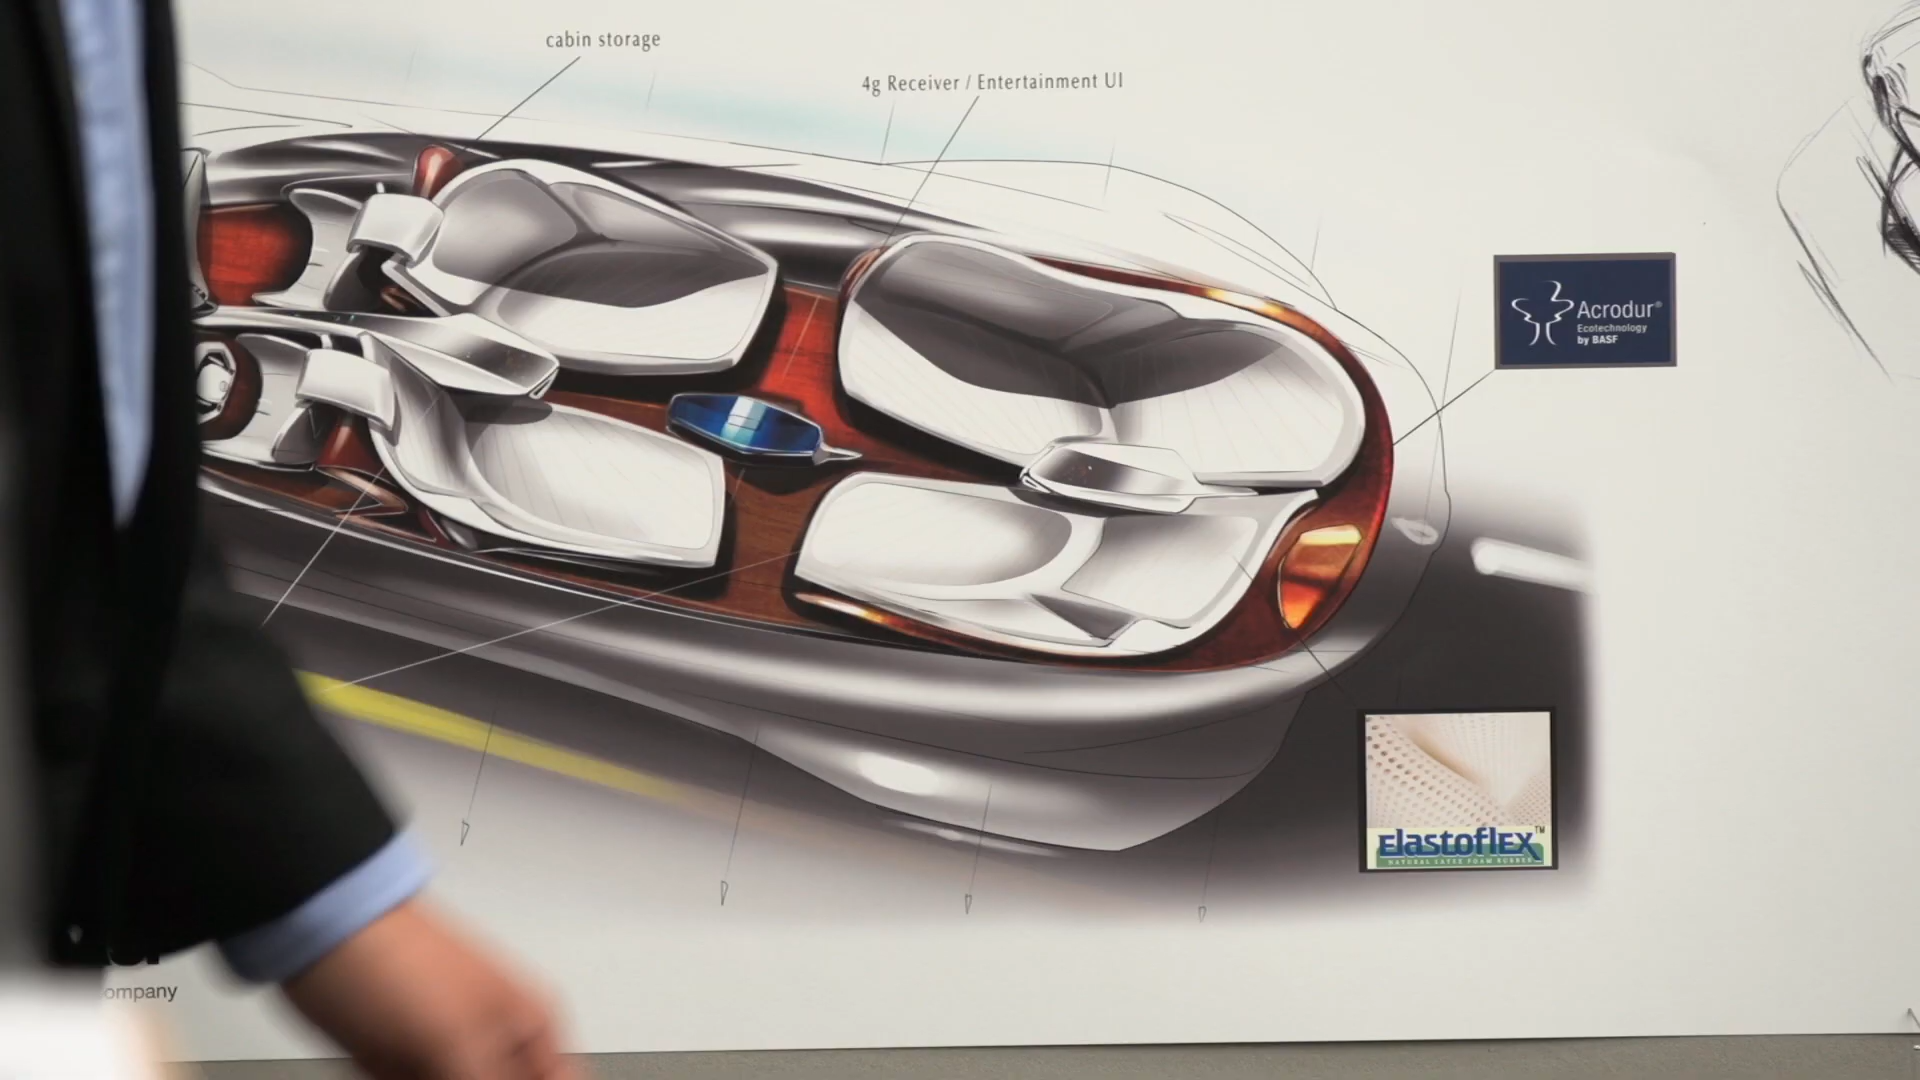 cabin storage
4g Receiver / Entertainment UI
Acrodur®
Ecotechnology
by BASF
Elastoflex™
NATURAL LATEX FOAM RUBBER
ompany